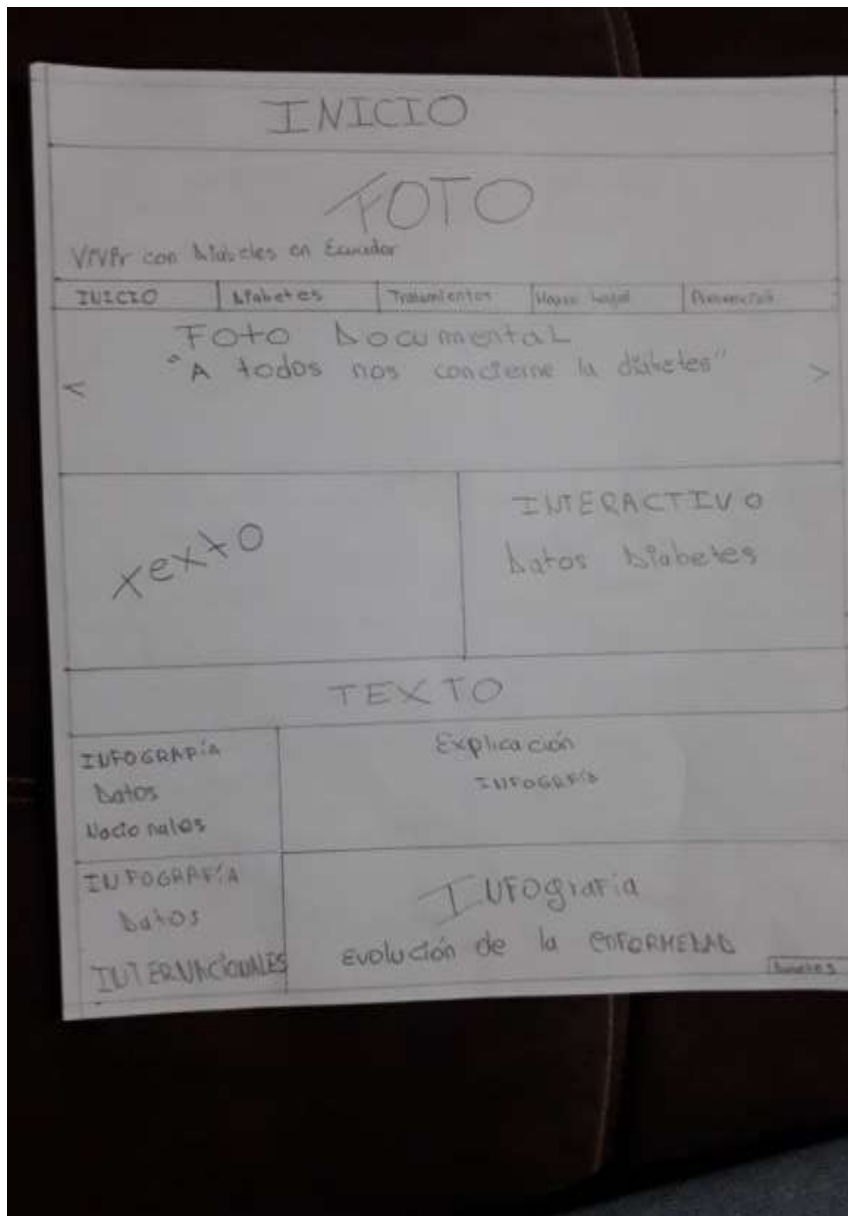 INICIO
FOTO
Vivir con Diabetes en Ecuador
INICIO Diabetes Tratamientos Marco Legal Prevención
Foto Documental
"A todos nos concierne la diabetes"
< >
Texto
INTERACTIVO
Datos Diabetes
TEXTO
INFOGRAFÍA
Datos
Nacionales
Explicación
INFOGRAFÍA
INFOGRAFÍA
Datos
INTERNACIONALES
INFOgrafía
Evolución de la ENFORMEDAD